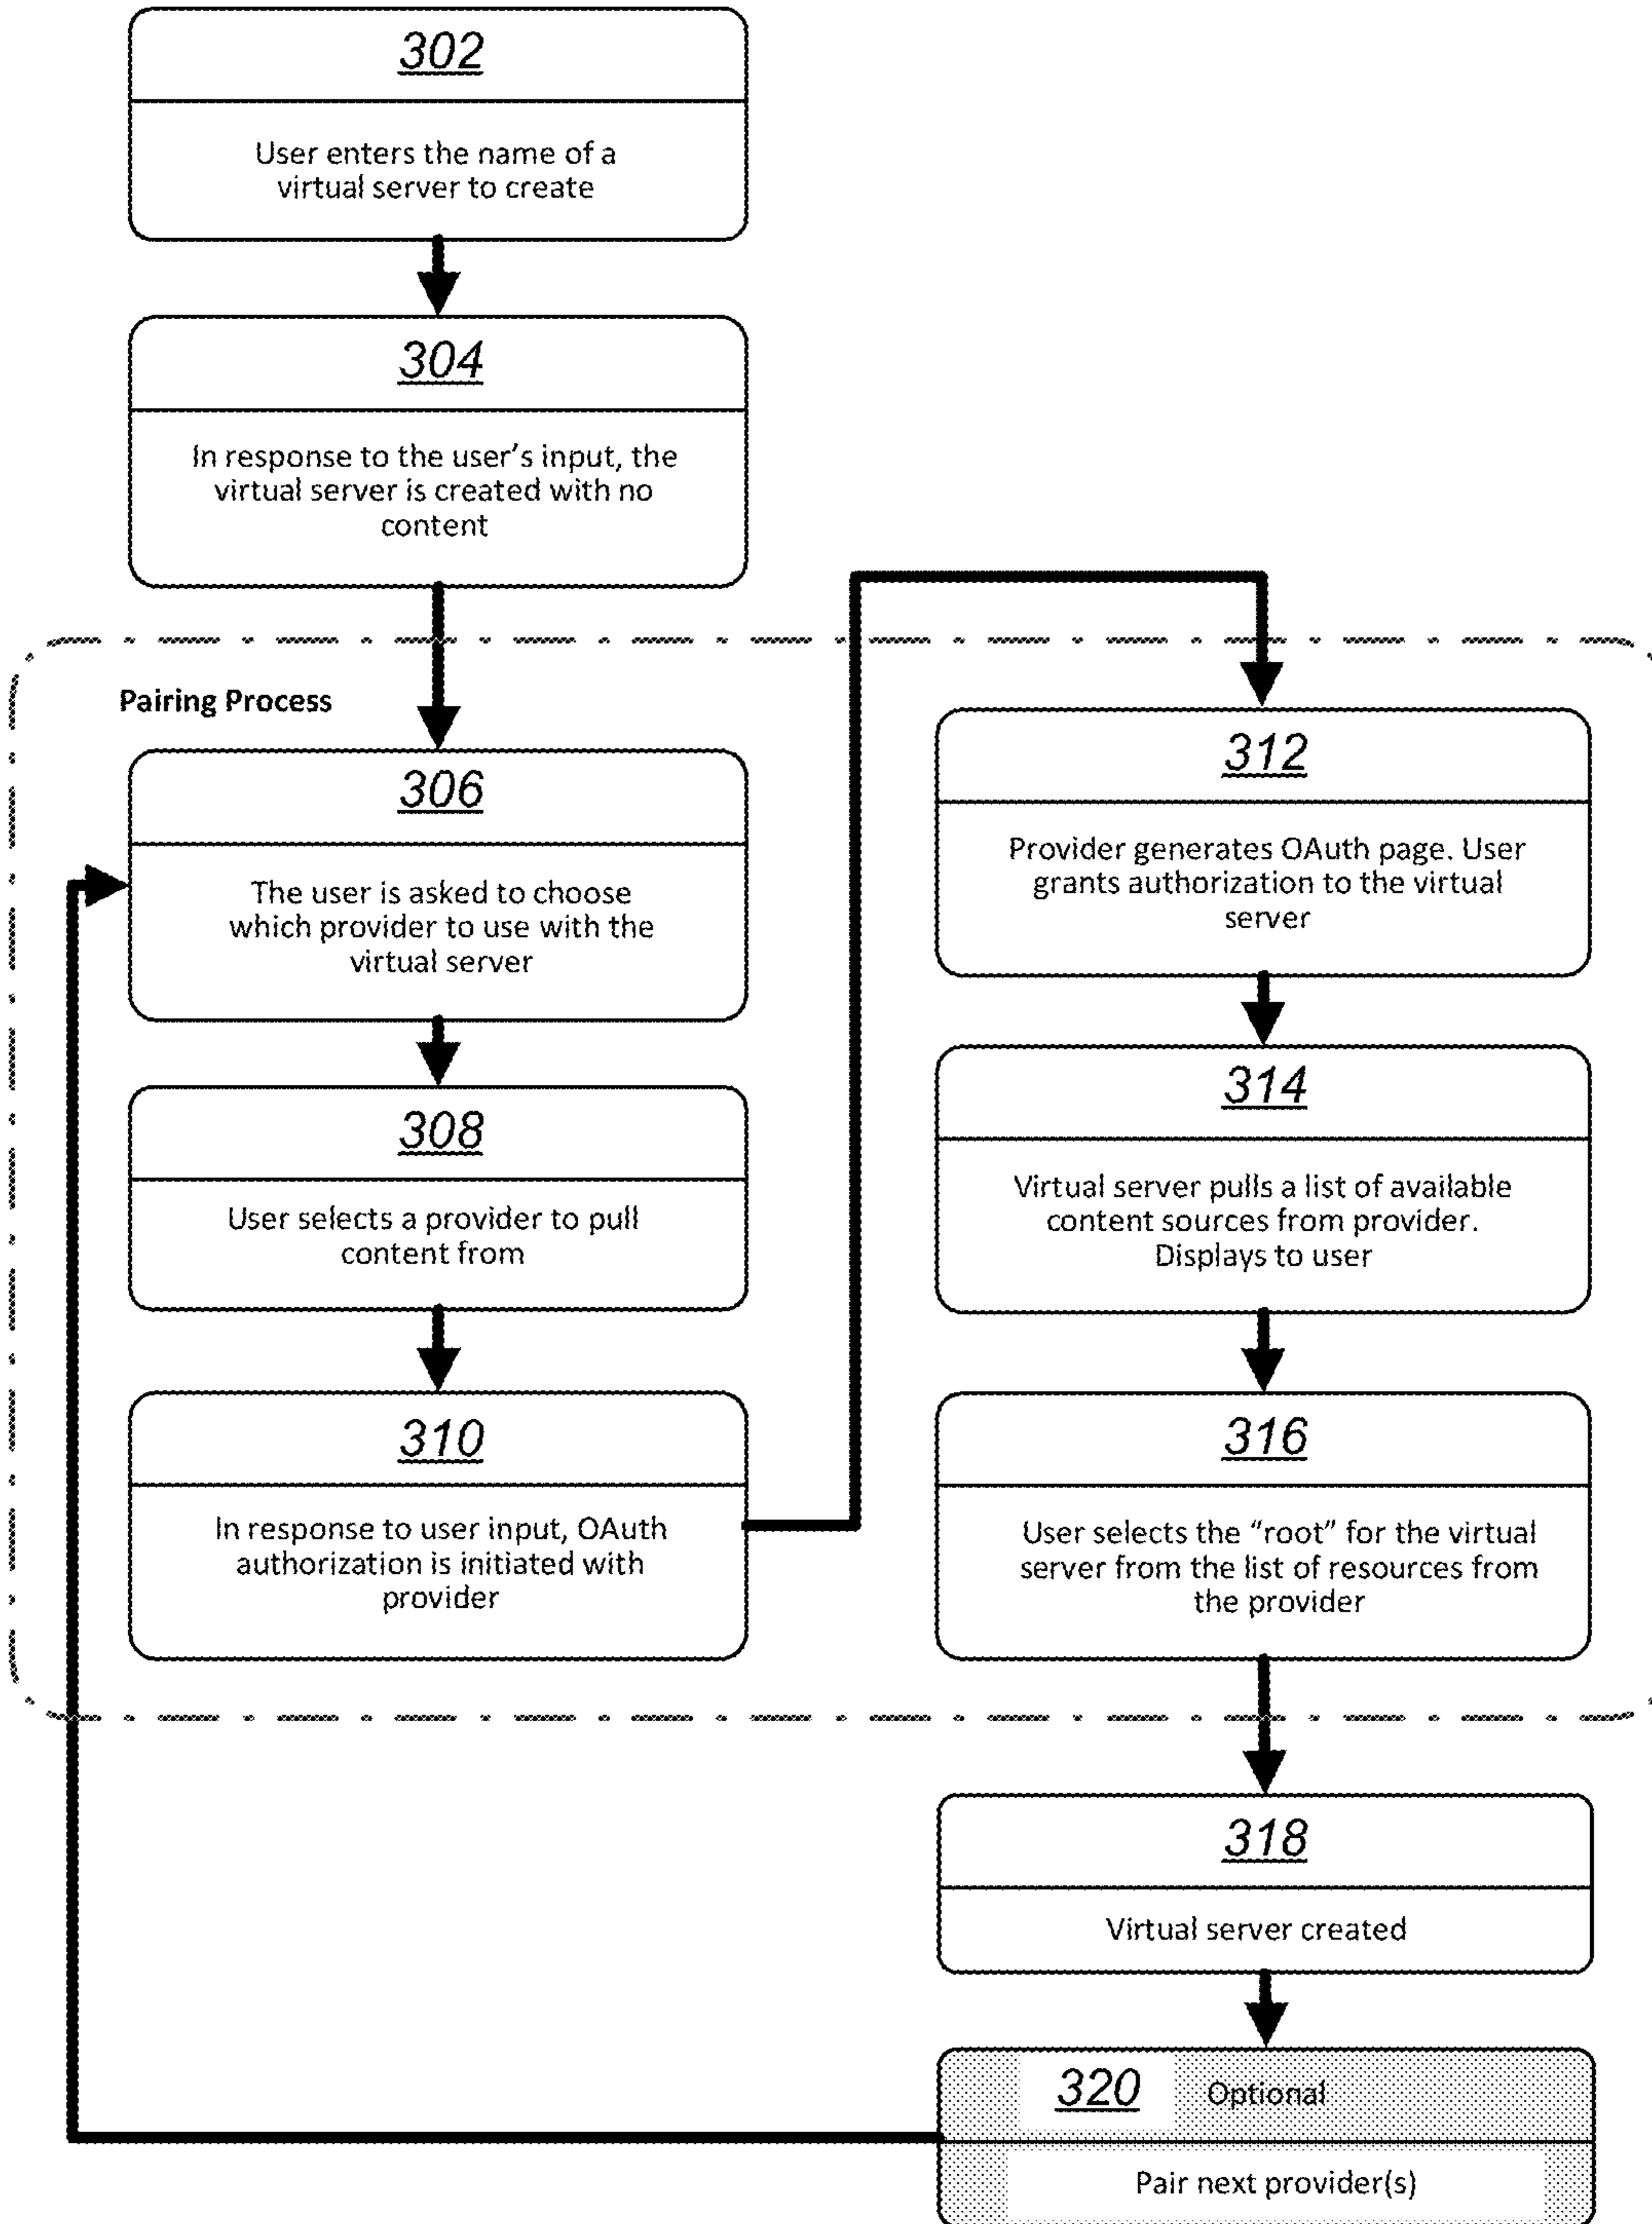 302
User enters the name of a
virtual server to create
304
In response to the user’s input, the
virtual server is created with no
content
Pairing Process
306
The user is asked to choose
which provider to use with the
virtual server
308
User selects a provider to pull
content from
310
In response to user input, OAuth
authorization is initiated with
provider
312
Provider generates OAuth page. User
grants authorization to the virtual
server
314
Virtual server pulls a list of available
content sources from provider.
Displays to user
316
User selects the “root” for the virtual
server from the list of resources from
the provider
318
Virtual server created
320 Optional
Pair next provider(s)